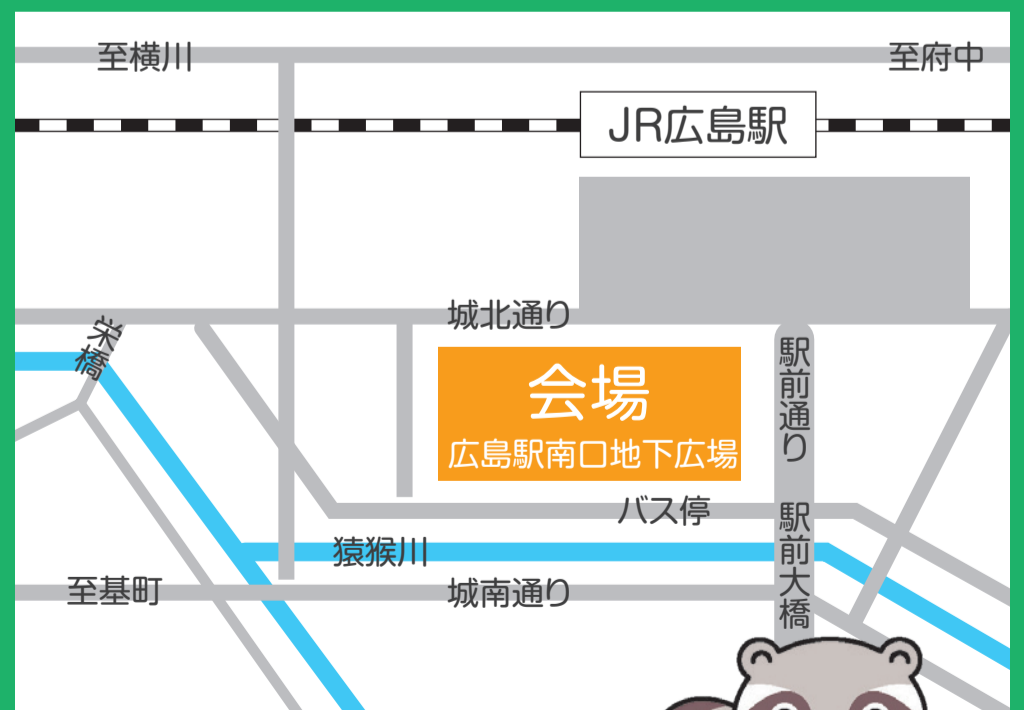 至横川
至府中
JR広島駅
城北通り
栄橋
会場
広島駅南口地下広場
駅前通り
バス停
駅前大橋
猿猴川
至基町
城南通り